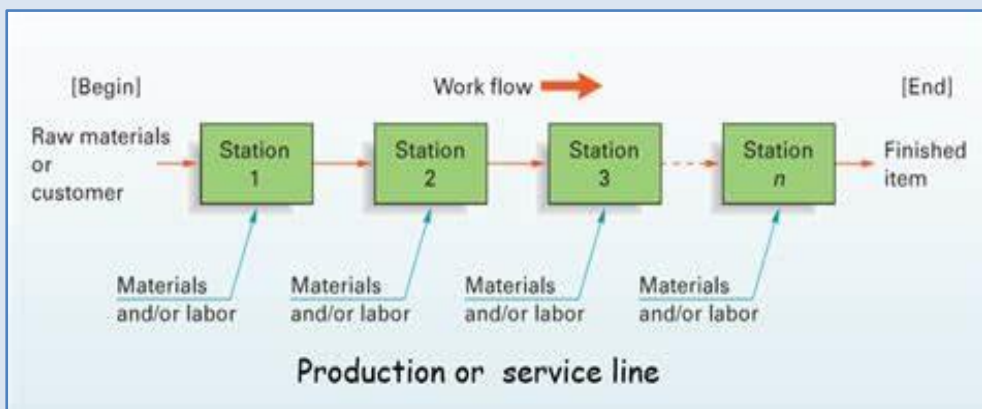 [Begin]
Work flow
[End]
Raw materials
or
customer
Station
1
Station
2
Station
3
Station
n
Finished
item
Materials
and/or labor
Materials
and/or labor
Materials
and/or labor
Materials
and/or labor
Production or service line